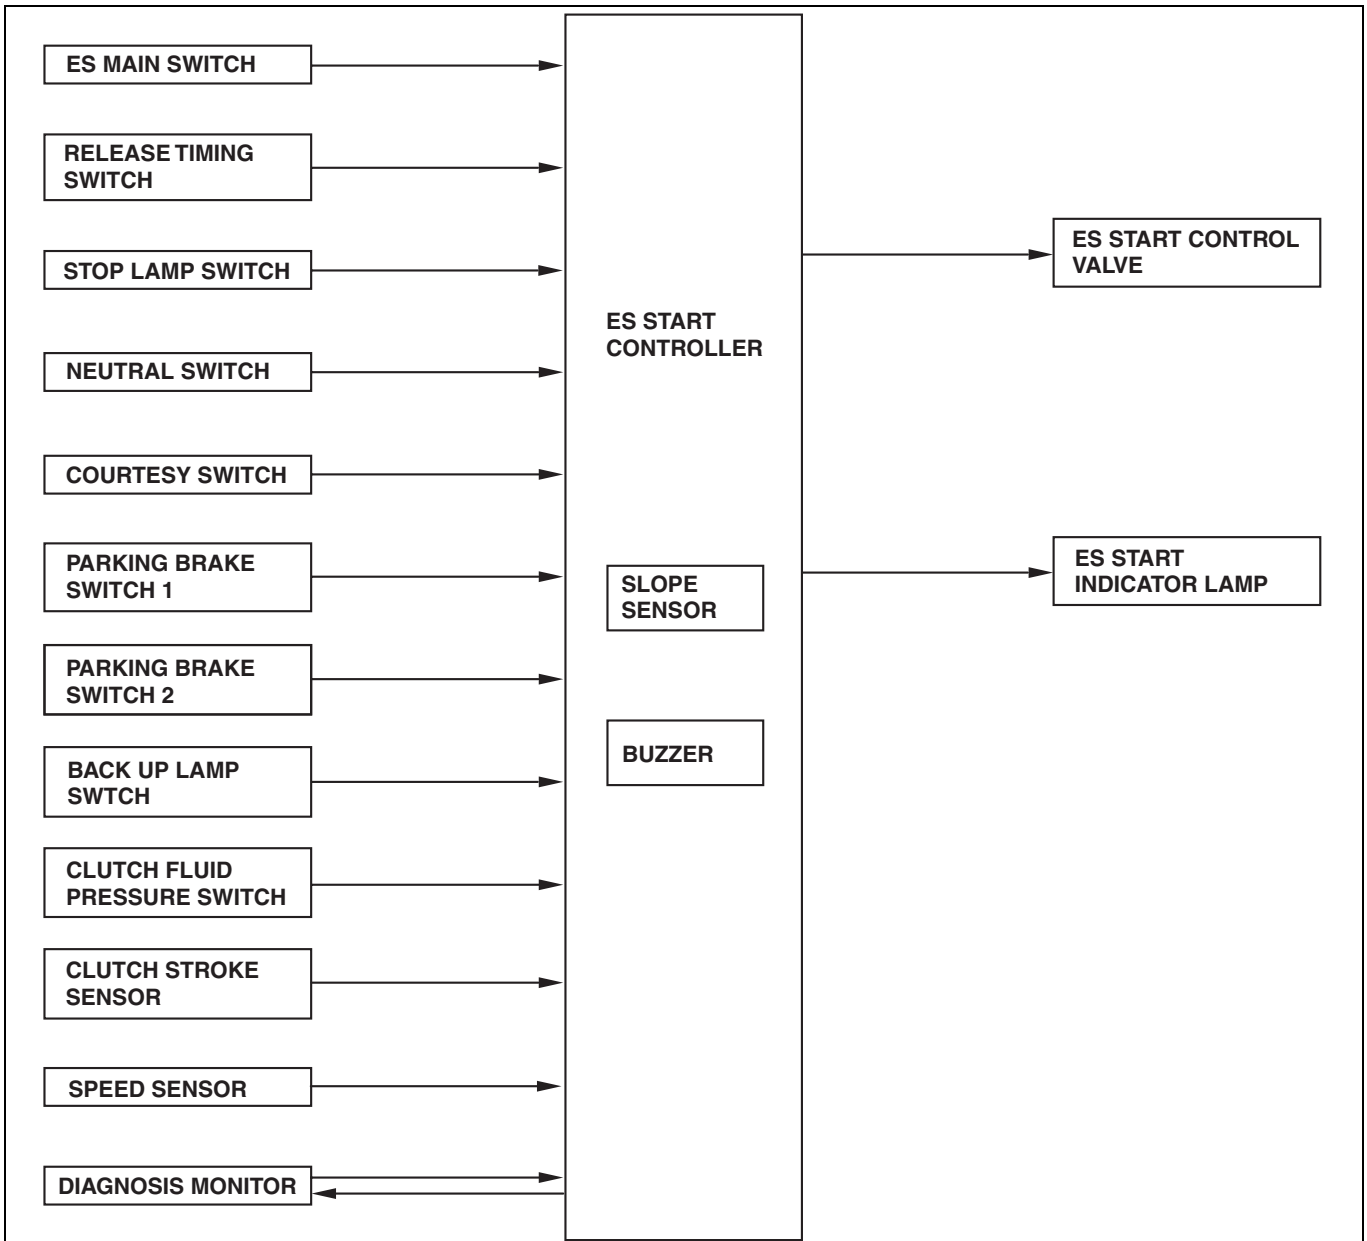 ES MAIN SWITCH
RELEASE TIMING
SWITCH
STOP LAMP SWITCH
NEUTRAL SWITCH
COURTESY SWITCH
PARKING BRAKE
SWITCH 1
PARKING BRAKE
SWITCH 2
BACK UP LAMP
SWTCH
CLUTCH FLUID
PRESSURE SWITCH
CLUTCH STROKE
SENSOR
SPEED SENSOR
DIAGNOSIS MONITOR
ES START
CONTROLLER
SLOPE
SENSOR
BUZZER
ES START CONTROL
VALVE
ES START
INDICATOR LAMP